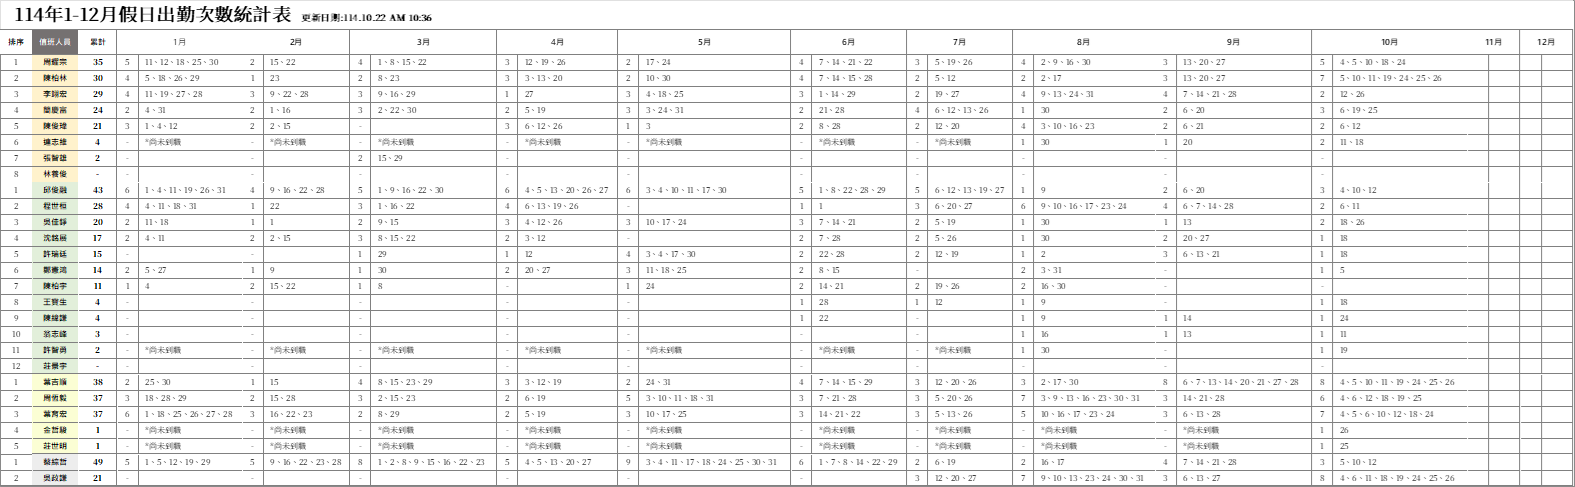 114年1-12月假日出勤次數統計表 更新日期:114.10.22 AM 10:36
排序 值班人員 累計 1月 2月 3月 4月 5月 6月 7月 8月 9月 10月 11月 12月
1 周耀宗 35 5 11、12、18、25、30 2 15、22 4 1、8、15、22 3 12、19、26 2 17、24 4 7、14、21、22 3 5、19、26 4 2、9、16、30 3 13、20、27 5 4、5、10、18、24
2 陳柏林 30 4 5、18、26、29 1 23 2 8、23 3 3、13、20 2 10、30 4 7、14、15、28 2 5、12 2 2、17 3 13、20、27 7 5、10、11、19、24、25、26
3 李翊宏 29 4 11、19、27、28 3 9、22、28 3 9、16、29 1 27 3 4、18、25 3 1、14、29 2 19、27 4 9、13、24、31 4 7、14、21、28 2 12、26
4 簡慶富 24 2 4、31 2 1、16 3 2、22、30 2 5、19 3 3、24、31 2 21、28 4 6、12、13、26 1 30 2 6、20 3 6、19、25
5 陳俊瑋 21 3 1、4、12 2 2、15 - 3 6、12、26 1 3 2 8、28 2 12、20 4 3、10、16、23 2 6、21 2 6、12
6 連志維 4 - *尚未到職 - *尚未到職 - *尚未到職 - *尚未到職 - *尚未到職 - *尚未到職 - *尚未到職 1 30 1 20 2 11、18
7 張智雄 2 - - 2 15、29 - - - - - - -
8 林養俊 - - - - - - - - - - -
1 邱俊融 43 6 1、4、11、19、26、31 4 9、16、22、28 5 1、9、16、22、30 6 4、5、13、20、26、27 6 3、4、10、11、17、30 5 1、8、22、28、29 5 6、12、13、19、27 1 9 2 6、20 3 4、10、12
2 程世恒 28 4 4、11、18、31 1 22 3 1、16、22 4 6、13、19、26 - 1 1 3 6、20、27 6 9、10、16、17、23、24 4 6、7、14、28 2 6、11
3 吳佳錚 20 2 11、18 1 1 2 9、15 3 4、12、26 3 10、17、24 3 7、14、21 2 5、19 1 30 1 13 2 18、26
4 沈銘展 17 2 4、11 2 2、15 3 8、15、22 2 3、12 - 2 7、28 2 5、26 1 30 2 20、27 1 18
5 許瑞廷 15 - - 1 29 1 12 4 3、4、17、30 2 22、28 2 12、19 1 2 3 6、13、21 1 18
6 鄭憲鴻 14 2 5、27 1 9 1 30 2 20、27 3 11、18、25 2 8、15 - 2 3、31 - 1 5
7 陳柏宇 11 1 4 2 15、22 1 8 - 1 24 2 14、21 2 19、26 2 16、30 - -
8 王寶生 4 - - - - - 1 28 1 12 1 9 - 1 18
9 陳緯謙 4 - - - - - 1 22 - 1 9 1 14 1 24
10 翁志峰 3 - - - - - - - 1 16 1 13 1 11
11 許智勇 2 - *尚未到職 - *尚未到職 - *尚未到職 - *尚未到職 - *尚未到職 - *尚未到職 - *尚未到職 1 30 - 1 19
12 莊景宇 - - - - - - - - - - -
1 葉吉順 38 2 25、30 1 15 4 8、15、23、29 3 3、12、19 2 24、31 4 7、14、15、29 3 12、20、26 3 2、17、30 8 6、7、13、14、20、21、27、28 8 4、5、10、11、19、24、25、26
2 周恆毅 37 3 18、28、29 2 15、28 3 2、15、23 2 6、19 5 3、10、11、18、31 3 7、21、28 3 5、20、26 7 3、9、13、16、23、30、31 3 14、21、28 6 4、6、12、18、19、25
3 葉育宏 37 6 1、18、25、26、27、28 3 16、22、23 2 8、29 2 5、19 3 10、17、25 3 14、21、22 3 5、13、26 5 10、16、17、23、24 3 6、13、28 7 4、5、6、10、12、18、24
4 金哲駿 1 - *尚未到職 - *尚未到職 - *尚未到職 - *尚未到職 - *尚未到職 - *尚未到職 - *尚未到職 - *尚未到職 - *尚未到職 1 26
5 莊世明 1 - *尚未到職 - *尚未到職 - *尚未到職 - *尚未到職 - *尚未到職 - *尚未到職 - *尚未到職 - *尚未到職 - *尚未到職 1 25
1 蔡綜哲 49 5 1、5、12、19、29 5 9、16、22、23、28 8 1、2、8、9、15、16、22、23 5 4、5、13、20、27 9 3、4、11、17、18、24、25、30、31 6 1、7、8、14、22、29 2 6、19 2 16、17 4 7、14、21、28 3 5、10、12
2 吳政謙 21 - - - - - - 3 12、20、27 7 9、10、13、23、24、30、31 3 6、13、27 8 4、6、11、18、19、24、25、26